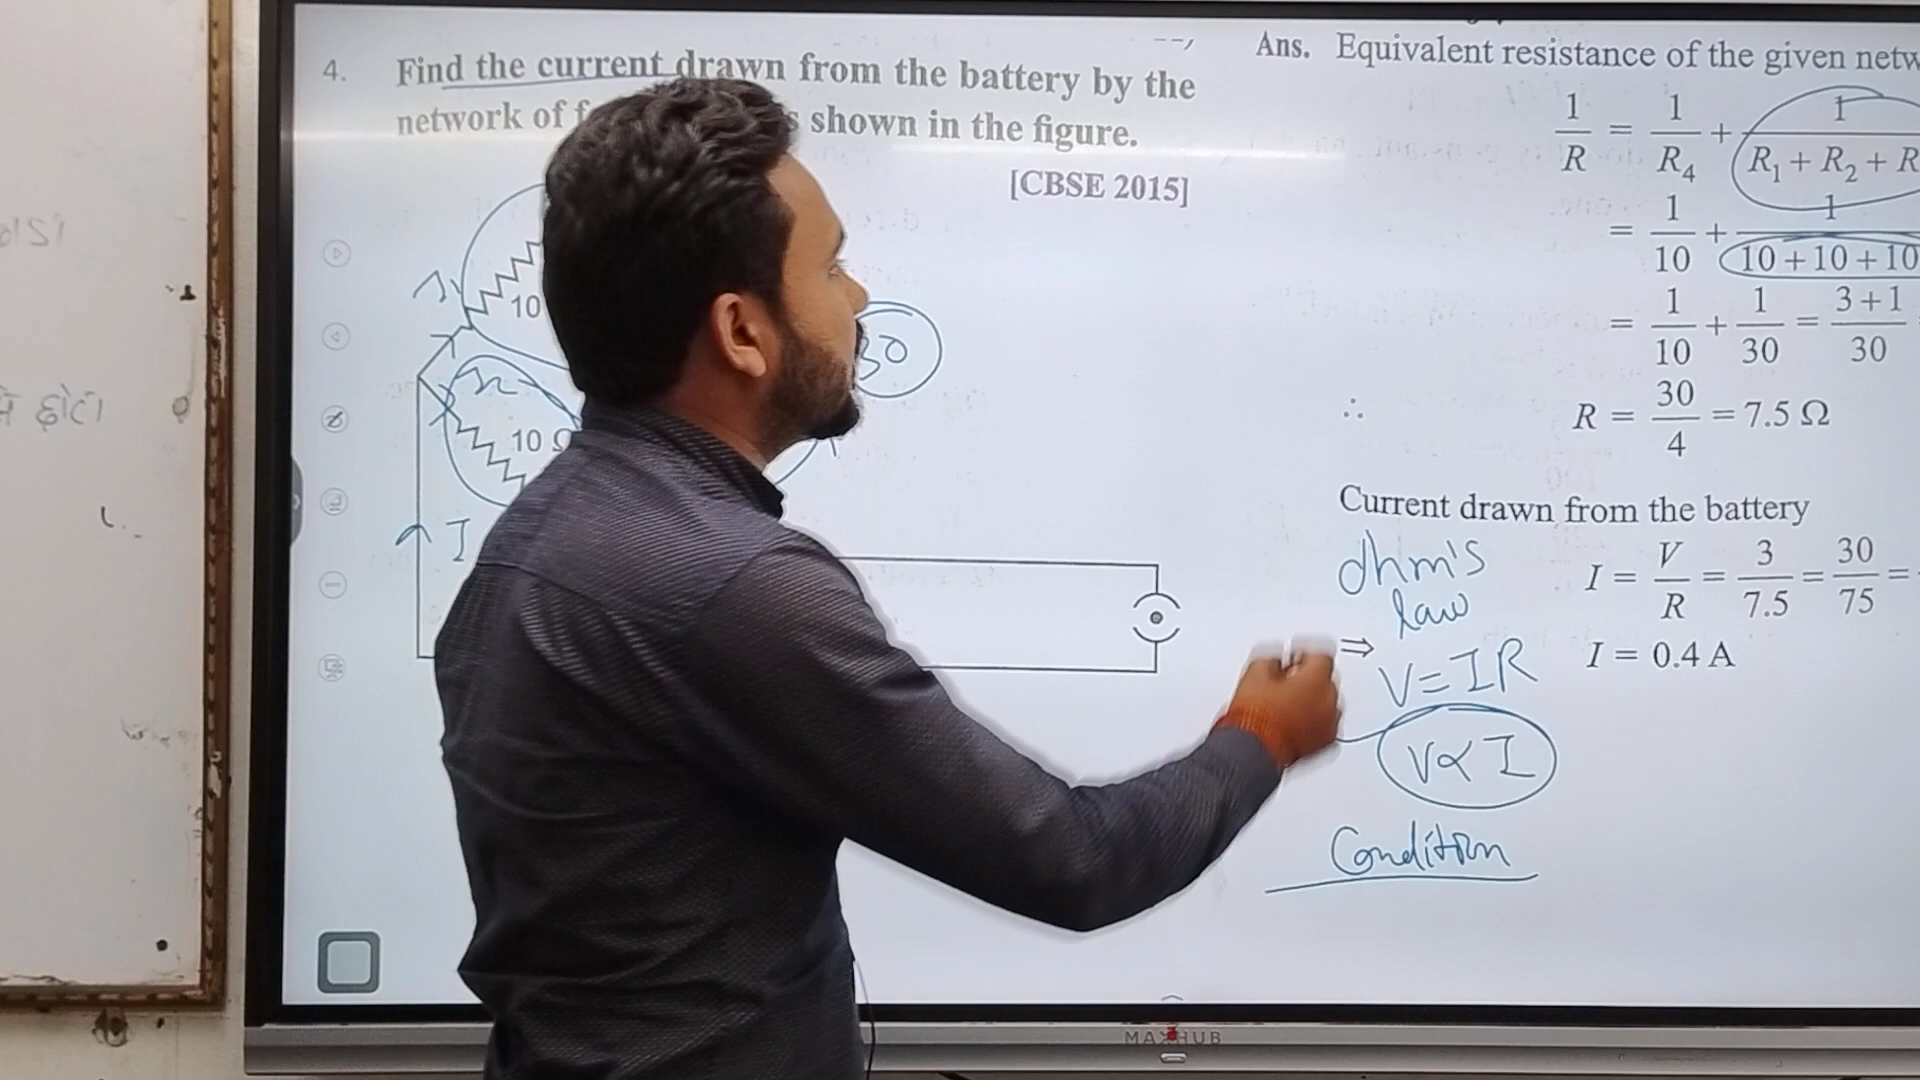 4. Find the current drawn from the battery by the
network of f s shown in the figure.
[CBSE 2015]
10
30
10 Ω
I
Ans. Equivalent resistance of the given netw
1/R = 1/R₄ + 1/R₁ + R₂ + R
= 1/10 + 1/10 + 10 + 10
= 1/10 + 1/30 = 3 + 1/30
∴ R = 30/4 = 7.5 Ω
Current drawn from the battery
I = V/R = 3/7.5 = 30/75 =
⇒ I = 0.4 A
ohm's
law
V = IR
V ∝ I
Condition
MAXHUB